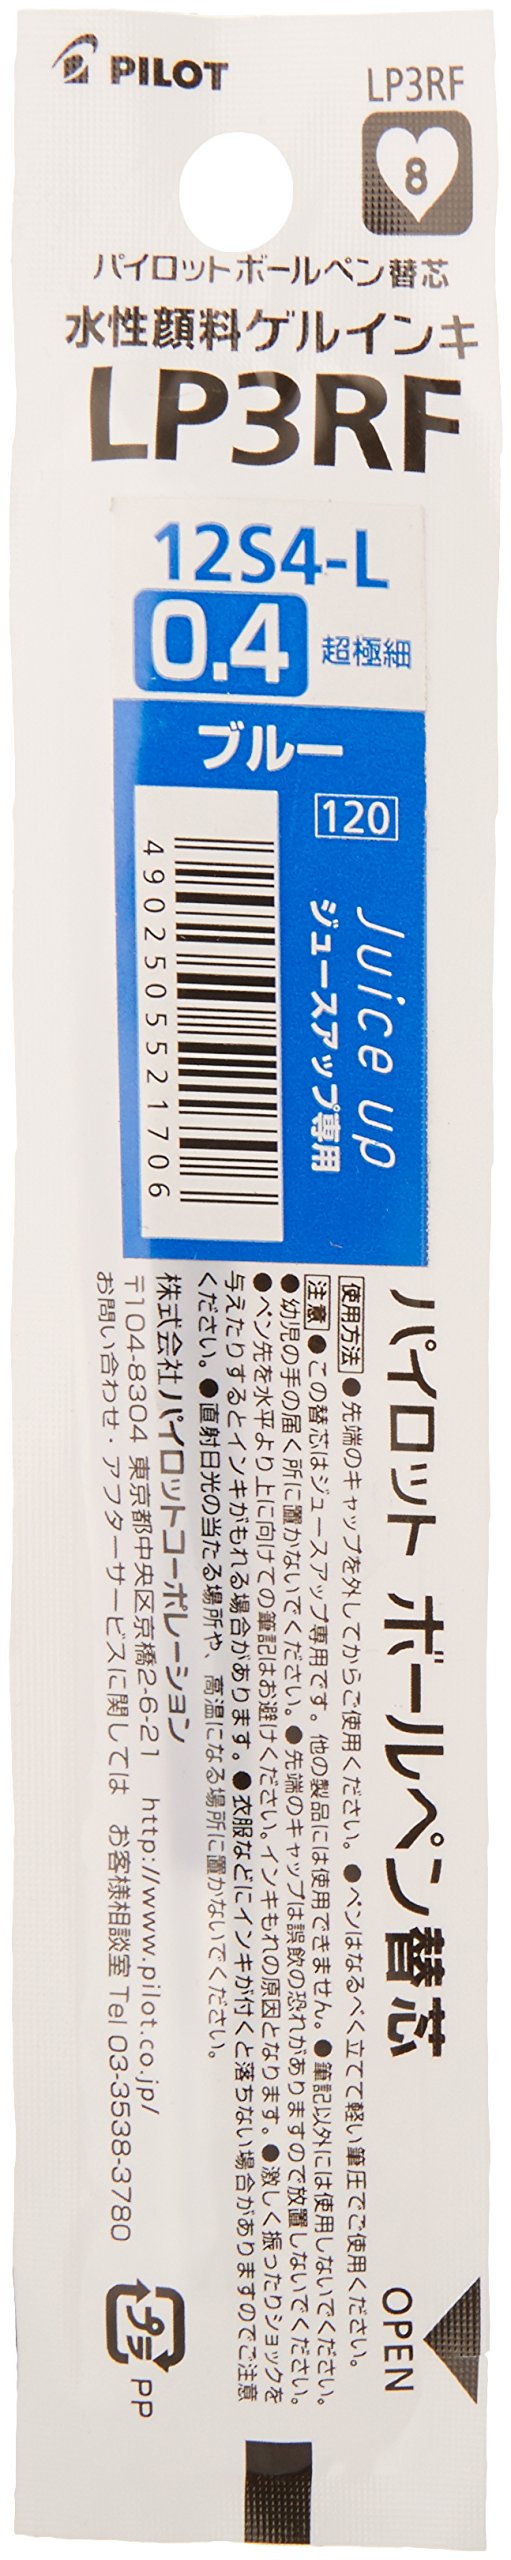 PILOT
LP3RF
8
パイロットボールペン替芯
水性顔料ゲルインキ
LP3RF
12S4-L
0.4 超極細
ブルー
120
Juice up
ジュースアップ専用
4902505521706
パイロット ボールペン替芯
使用方法 ●先端のキャップを外してからご使用ください。●ペンはなるべく立てて軽い筆圧でご使用ください。
注意 ●この替芯はジュースアップ専用です。他の製品には使用できません。●筆記以外には使用しないでください。
●幼児の手の届く所に置かないでください。●先端のキャップは誤飲の恐れがありますので放置しないでください。
●ペン先を水平より上に向けての筆記はお避けください。インキもれの原因となります。●激しく振ったりショックを
与えたりするとインキがもれる場合があります。●衣服などにインキが付くと落ちない場合がありますのでご注意
ください。●直射日光の当たる場所や、高温になる場所に置かないでください。
株式会社パイロットコーポレーション
〒104-8304 東京都中央区京橋2-6-21 http://www.pilot.co.jp/
お問い合わせ・アフターサービスに関しては お客様相談室 Tel 03-3538-3780
OPEN
プラ
PP